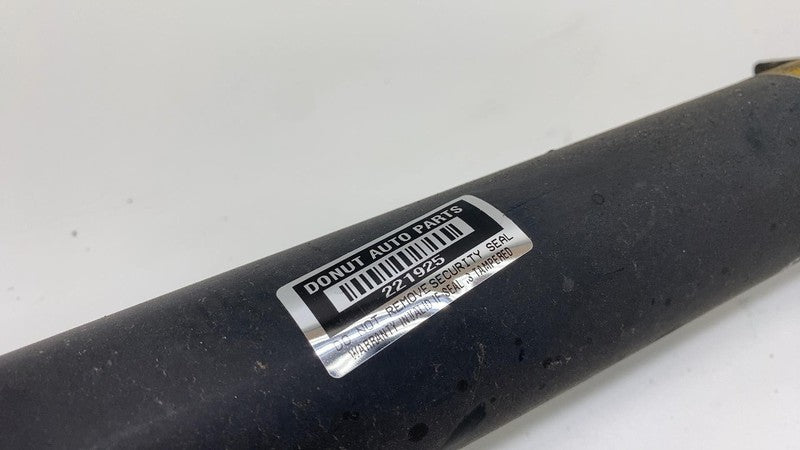 DONUT AUTO PARTS
221925
DO NOT REMOVE SECURITY SEAL
WARRANTY INVALID IF SEAL IS TAMPERED